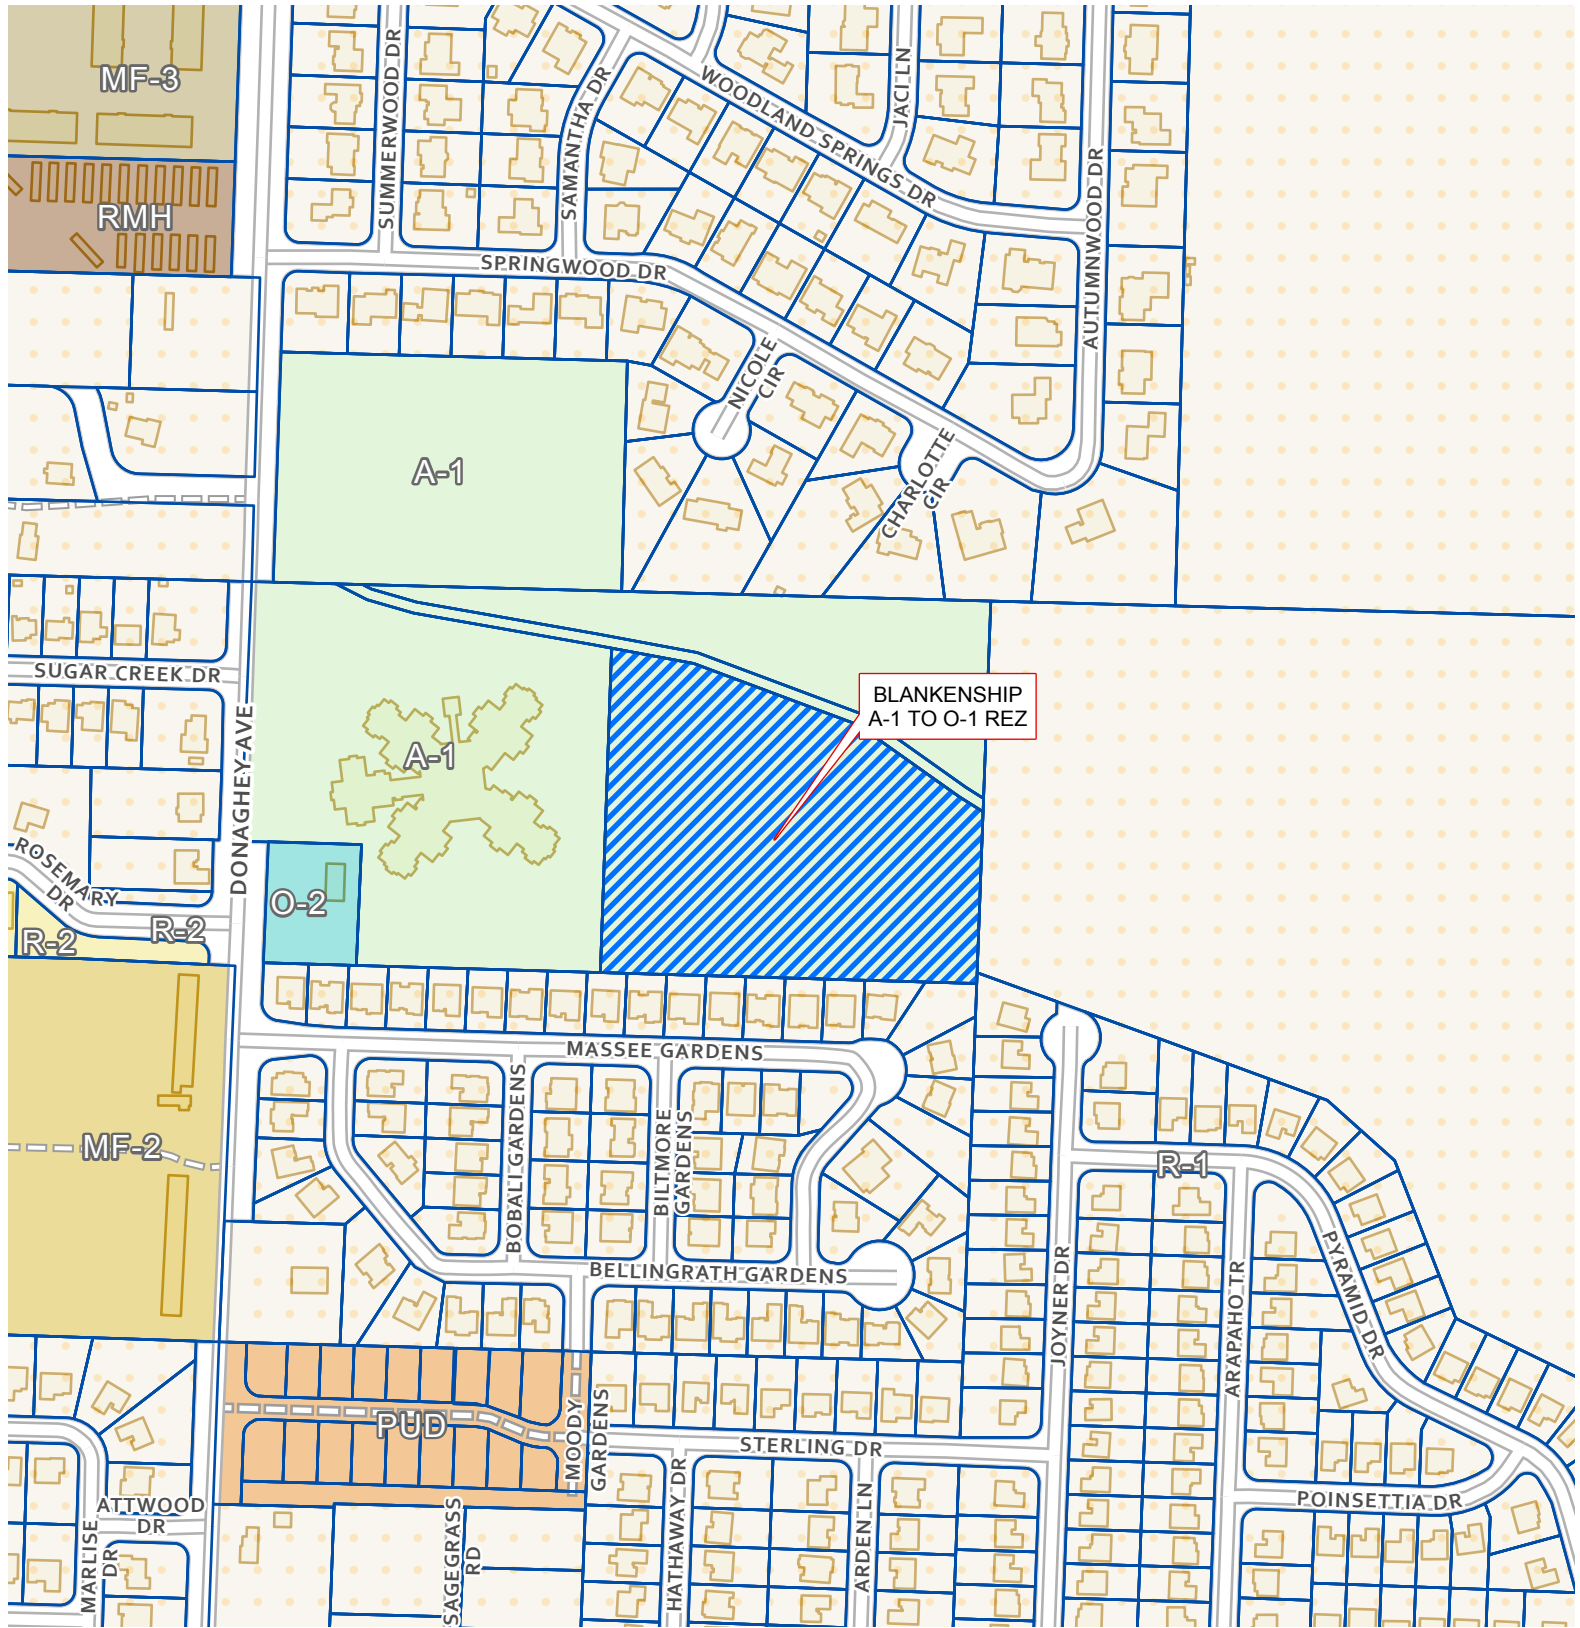 MF-3
SUMMERWOOD DR
SAMANTHA DR
WOODLAND SPRINGS DR
JACI LN
AUTUMNWOOD DR
RMH
SPRINGWOOD DR
NICOLE
CIR
CHARLOTTE
CIR
A-1
SUGAR CREEK DR
DONAGHEY AVE
BLANKENSHIP
A-1 TO O-1 REZ
A-1
ROSEMARY
DR
O-2
R-2
R-2
MASSEE GARDENS
BOBALI GARDENS
BILTMORE
GARDENS
MF-2
R-1
BELLINGRATH GARDENS
JOYNER DR
ARAPAHO TR
PYRAMID DR
PUD
MOODY
GARDENS
STERLING DR
HATHAWAY DR
ARDEN LN
POINSETTIA DR
ATTWOOD
DR
MARLISE
DR
SAGEGRASS
RD